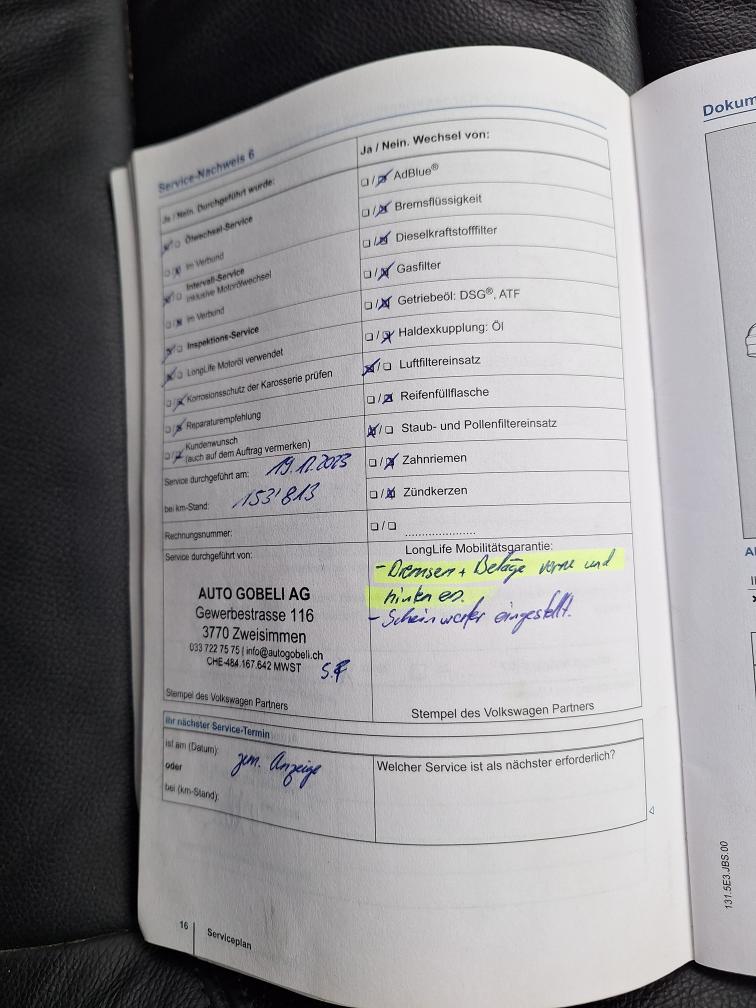 Service-Nachweis 6
Ja / Nein. Durchgeführt wurde:
Ölwechsel-Service
im Verbund
Intervall-Service
inklusive Motorölwechsel
im Verbund
Inspektions-Service
LongLife Motoröl verwendet
Korrosionsschutz der Karosserie prüfen
Reparaturempfehlung
Kundenwunsch
(auch auf dem Auftrag vermerken)
Service durchgeführt am: 19.12.2023
bei km-Stand: 153'813
Rechnungsnummer:
Service durchgeführt von:
AUTO GOBELI AG
Gewerbestrasse 116
3770 Zweisimmen
033 722 75 75 | info@autogobeli.ch
CHE-484.167.642 MWST
S.F
Stempel des Volkswagen Partners
Ja / Nein. Wechsel von:
AdBlue®
Bremsflüssigkeit
Dieselkraftstofffilter
Gasfilter
Getriebeöl: DSG®, ATF
Haldexkupplung: Öl
Luftfiltereinsatz
Reifenfüllflasche
Staub- und Pollenfiltereinsatz
Zahnriemen
Zündkerzen
LongLife Mobilitätsgarantie:
- Bremsen + Beläge vorne und
hinten es.
- Scheinwerfer eingestellt.
Stempel des Volkswagen Partners
Ihr nächster Service-Termin
ist am (Datum):
oder gem. Anzeige
bei (km-Stand):
Welcher Service ist als nächster erforderlich?
16 Serviceplan
Dokum
131.5E3.JBS.00